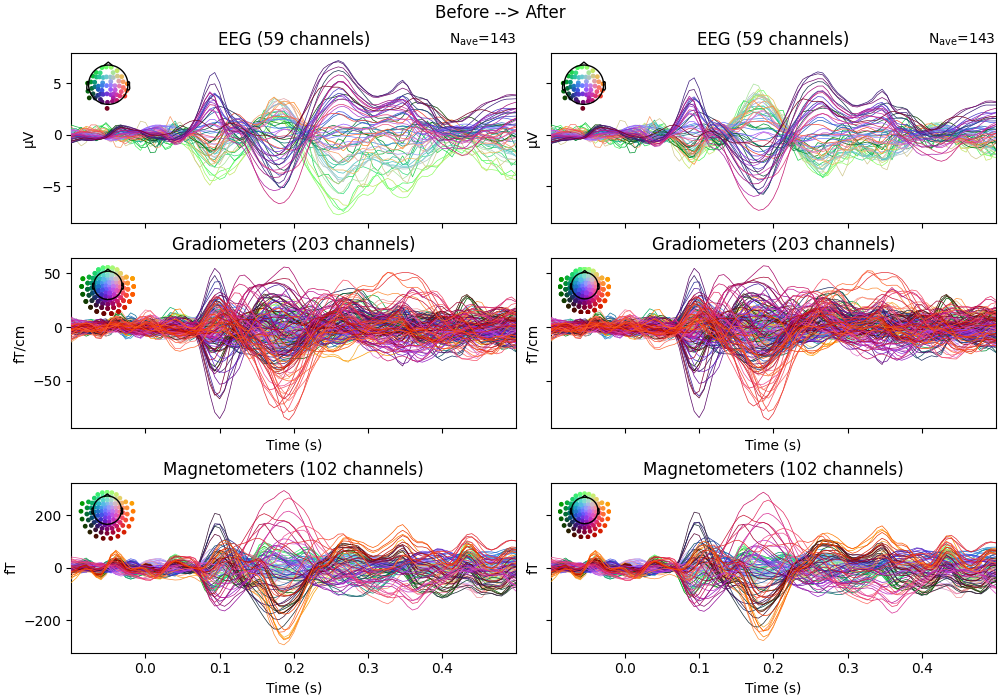 Before --> After
EEG (59 channels)
Nave=143
EEG (59 channels)
Nave=143
5
0
−5
µV
µV
Gradiometers (203 channels)
Gradiometers (203 channels)
50
0
−50
fT/cm
fT/cm
Time (s)
Time (s)
Magnetometers (102 channels)
Magnetometers (102 channels)
200
0
−200
fT
fT
0.0 0.1 0.2 0.3 0.4
0.0 0.1 0.2 0.3 0.4
Time (s)
Time (s)